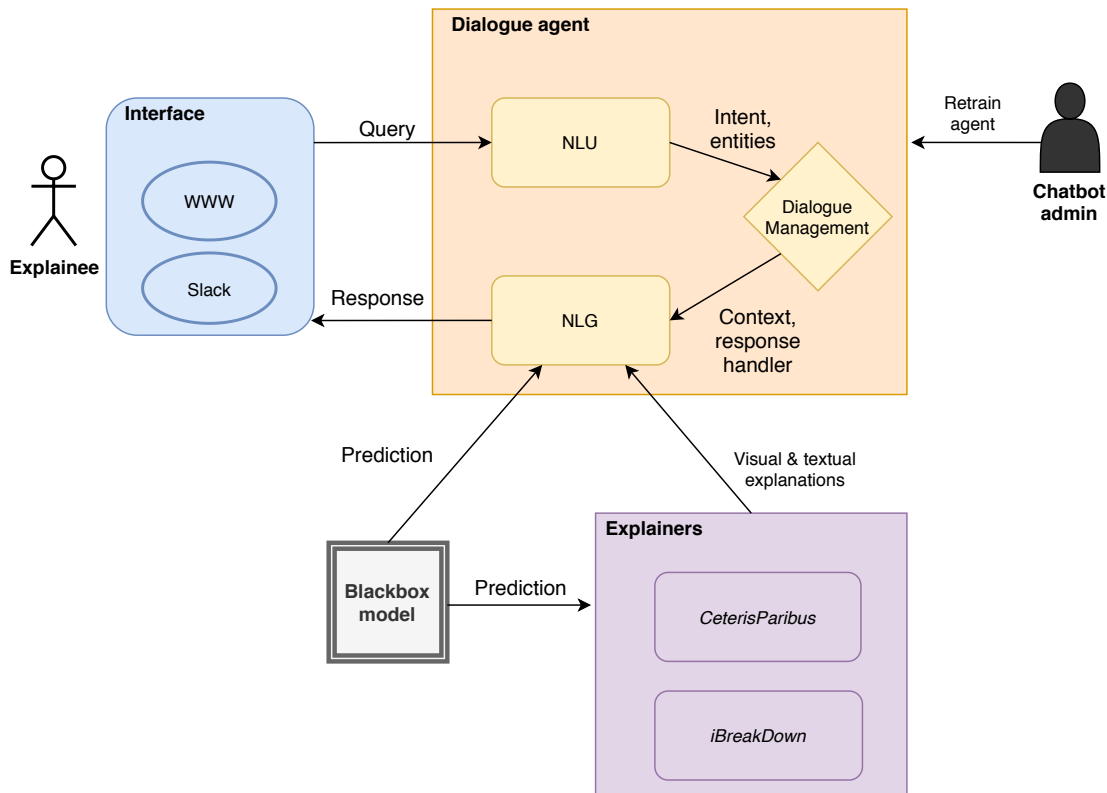 Dialogue agent
Interface
Query
NLU
Intent,
entities
Retrain
agent
WWW
Dialogue
Management
Chatbot
admin
Explainee
Slack
Response
NLG
Context,
response
handler
Prediction
Visual & textual
explanations
Explainers
Blackbox
model
Prediction
CeterisParibus
iBreakDown